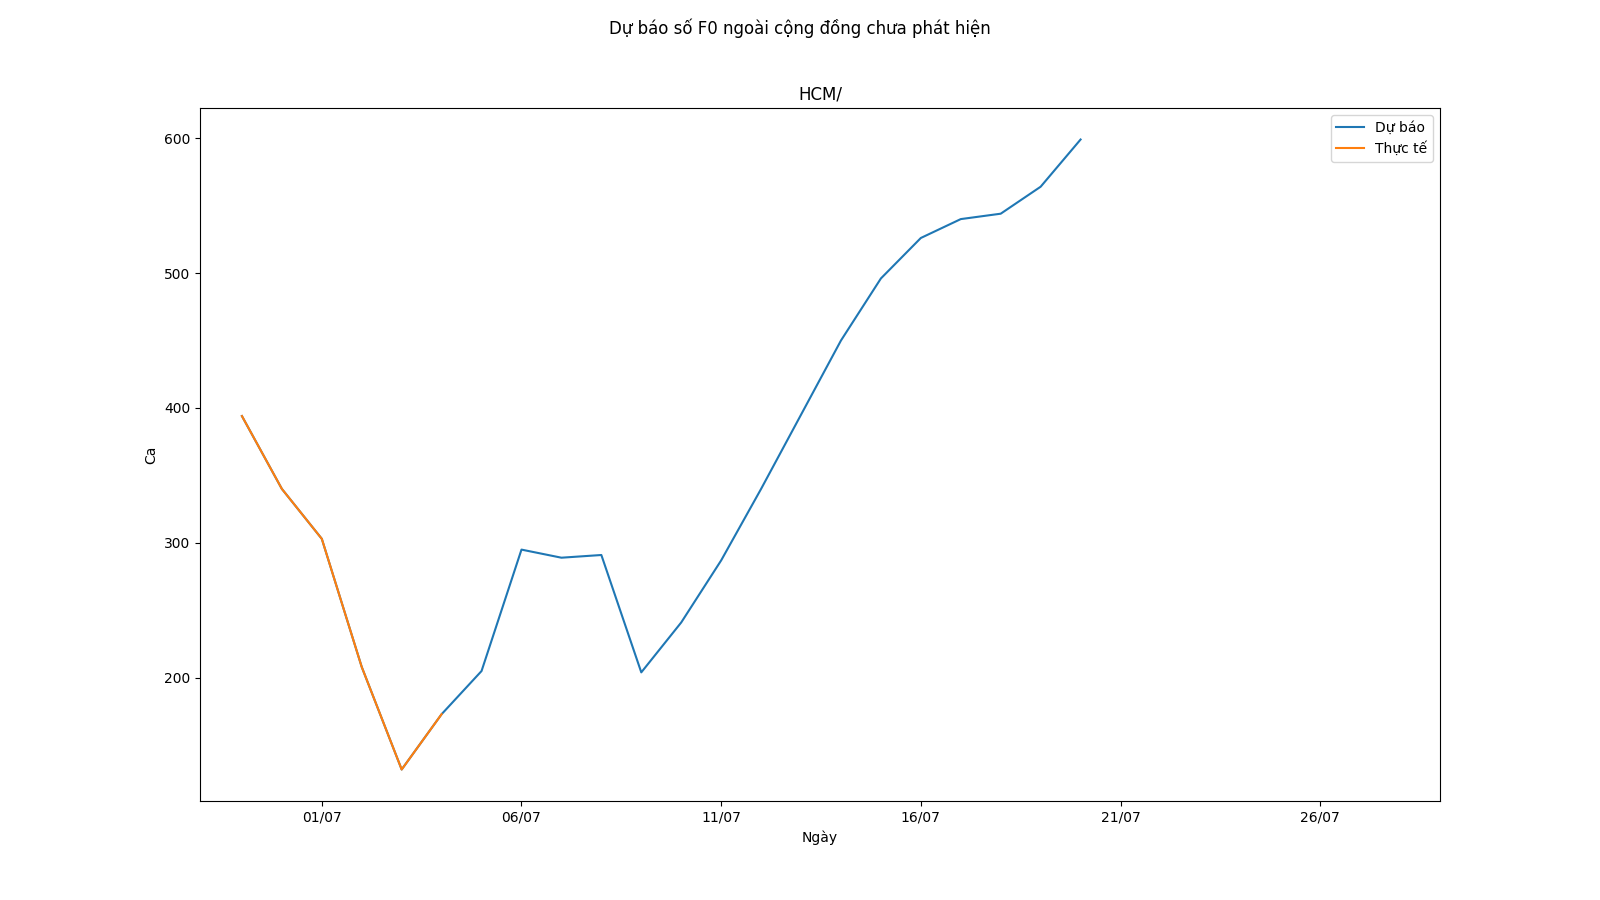 Dự báo số F0 ngoài cộng đồng chưa phát hiện
HCM/
Dự báo
Thực tế
600
500
400
300
200
Ca
01/07
06/07
11/07
16/07
21/07
26/07
Ngày